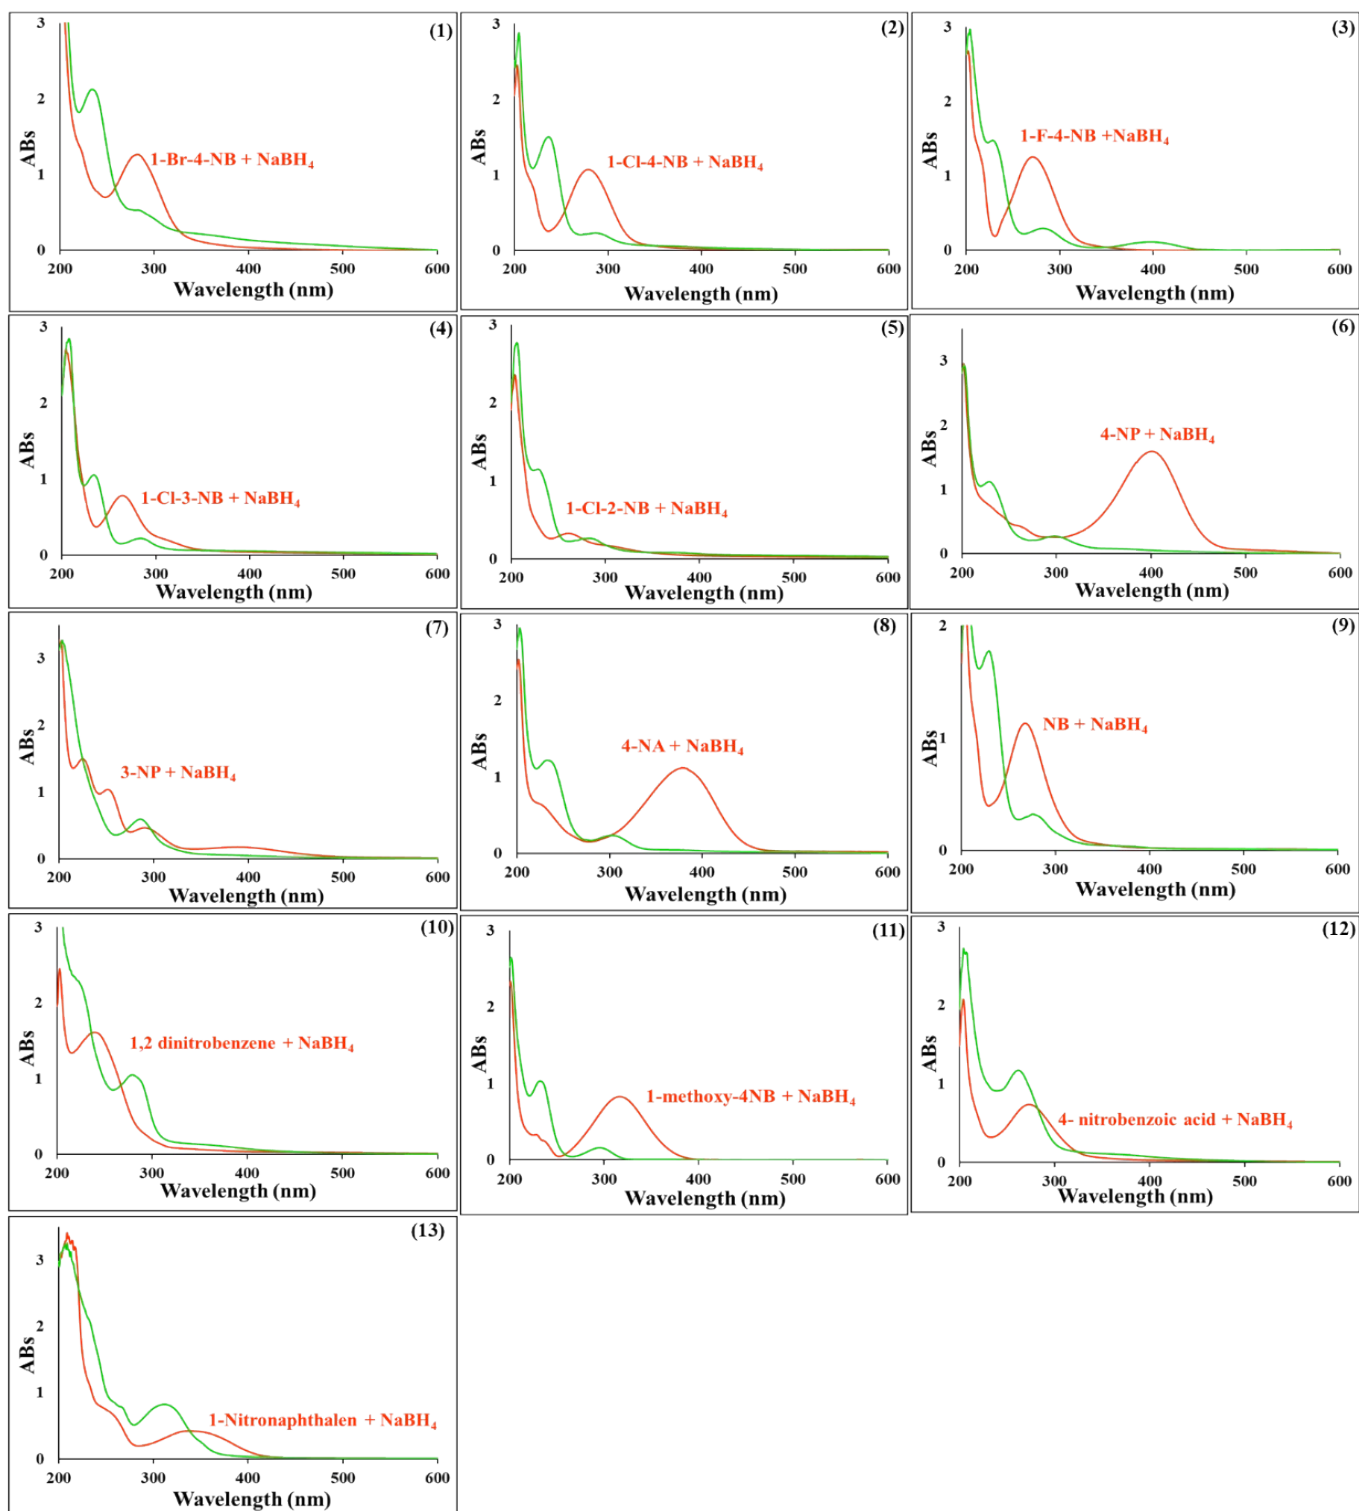 (1)
3
2
1
0
ABs
1-Br-4-NB + NaBH₄
200 300 400 500 600
Wavelength (nm)
(2)
3
2
1
0
ABs
1-Cl-4-NB + NaBH₄
200 300 400 500 600
Wavelength (nm)
(3)
3
2
1
0
ABs
1-F-4-NB +NaBH₄
200 300 400 500 600
Wavelength (nm)
(4)
3
2
1
0
ABs
1-Cl-3-NB + NaBH₄
200 300 400 500 600
Wavelength (nm)
(5)
3
2
1
0
ABs
1-Cl-2-NB + NaBH₄
200 300 400 500 600
Wavelength (nm)
(6)
3
2
1
0
ABs
4-NP + NaBH₄
200 300 400 500 600
Wavelength (nm)
(7)
3
2
1
0
ABs
3-NP + NaBH₄
200 300 400 500 600
Wavelength (nm)
(8)
3
2
1
0
ABs
4-NA + NaBH₄
200 300 400 500 600
Wavelength (nm)
(9)
2
1
0
ABs
NB + NaBH₄
200 300 400 500 600
Wavelength (nm)
(10)
3
2
1
0
ABs
1,2 dinitrobenzene + NaBH₄
200 300 400 500 600
Wavelength (nm)
(11)
3
2
1
0
ABs
1-methoxy-4NB + NaBH₄
200 300 400 500 600
Wavelength (nm)
(12)
3
2
1
0
ABs
4- nitrobenzoic acid + NaBH₄
200 300 400 500 600
Wavelength (nm)
(13)
3
2
1
0
ABs
1-Nitronaphthalen + NaBH₄
200 300 400 500 600
Wavelength (nm)